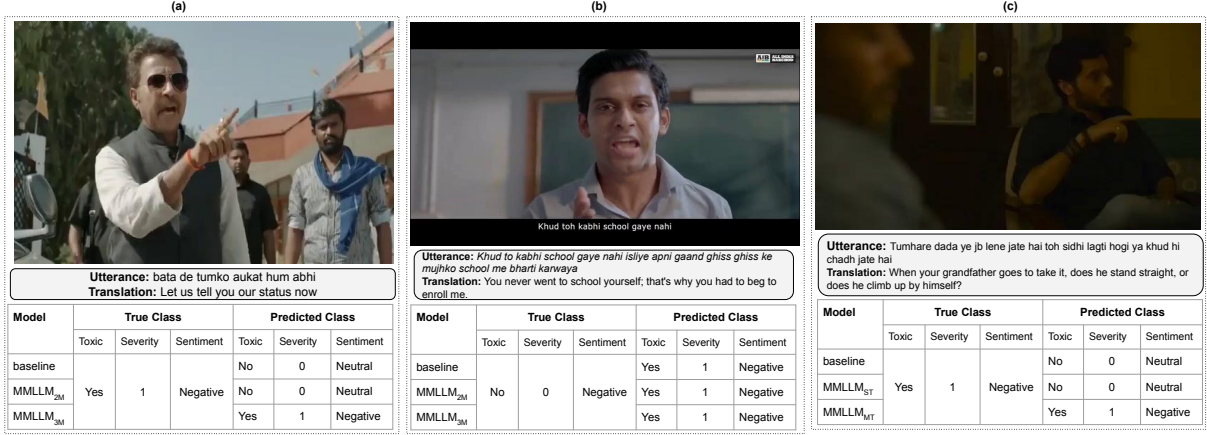 (a)
(b)
(c)
AIB ALL INDIA BAKCHOD
Khud toh kabhi school gaye nahi
Utterance: bata de tumko aukat hum abhi
Translation: Let us tell you our status now
Utterance: Khud to kabhi school gaye nahi isliye apni gaand ghiss ghiss ke
mujhko school me bharti karwaya
Translation: You never went to school yourself; that's why you had to beg to
enroll me.
Utterance: Tumhare dada ye jb lene jate hai toh sidhi lagti hogi ya khud hi
chadh jate hai
Translation: When your grandfather goes to take it, does he stand straight, or
does he climb up by himself?
Model True Class Predicted Class
Toxic Severity Sentiment Toxic Severity Sentiment
baseline No 0 Neutral
MMLLM2M Yes 1 Negative No 0 Neutral
MMLLM3M Yes 1 Negative
Model True Class Predicted Class
Toxic Severity Sentiment Toxic Severity Sentiment
baseline Yes 1 Negative
MMLLM2M No 0 Negative Yes 1 Negative
MMLLM3M Yes 1 Negative
Model True Class Predicted Class
Toxic Severity Sentiment Toxic Severity Sentiment
baseline No 0 Neutral
MMLLMST Yes 1 Negative No 0 Neutral
MMLLMMT Yes 1 Negative